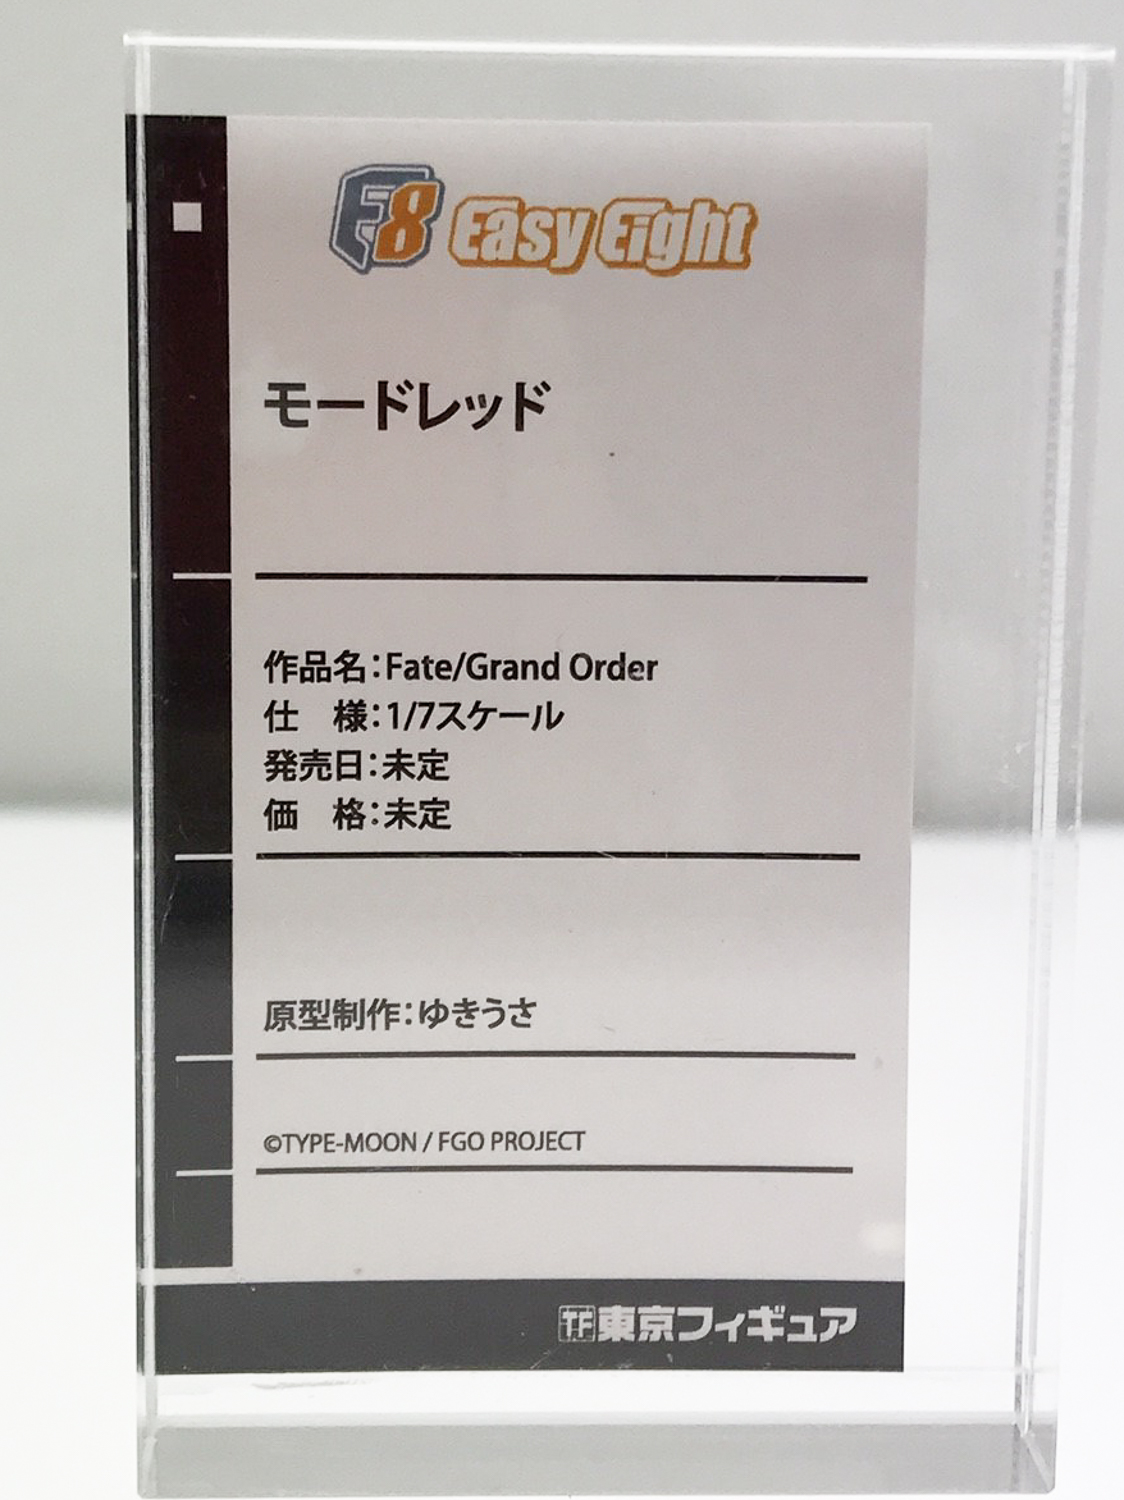 E8 Easy Eight
モードレッド
作品名：Fate/Grand Order
仕　様：1/7スケール
発売日：未定
価　格：未定
原型制作：ゆきうさ
©TYPE-MOON / FGO PROJECT
TF東京フィギュア